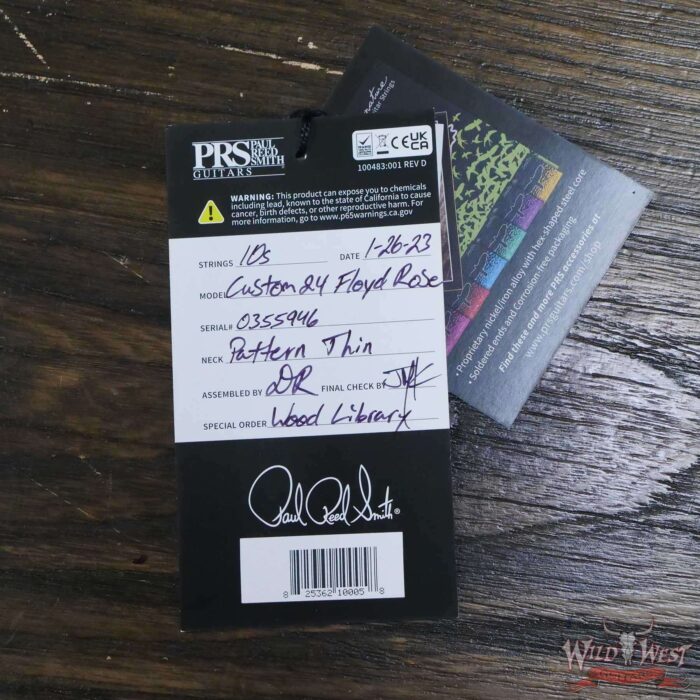 PRS PAUL REED SMITH
GUITARS
CE UK CA
100483:001 REV D
WARNING: This product can expose you to chemicals
including lead, known to the state of California to cause
cancer, birth defects, or other reproductive harm. For
more information, go to www.p65warnings.ca.gov
STRINGS 10s DATE 1-26-23
MODEL Custom 24 Floyd Rose
SERIAL# 0355946
NECK Pattern Thin
ASSEMBLED BY DR FINAL CHECK BY
SPECIAL ORDER Wood Library
Paul Reed Smith®
8 25362 10005 8
• Proprietary nickel/iron alloy with hex-shaped steel core
• Soldered ends and Corrosion-free packaging
Find these and more PRS accessories at
www.prsguitars.com/shop
WILD WEST